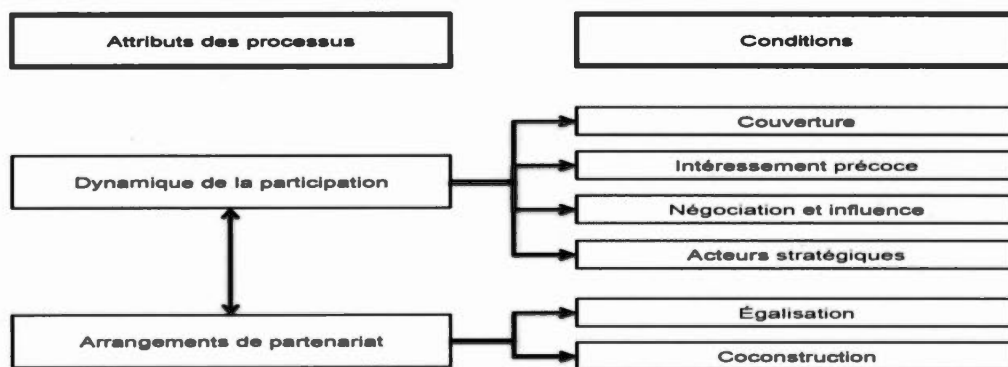 Attributs des processus
Conditions
Couverture
Intéressement précoce
Dynamique de la participation
Négociation et influence
Acteurs stratégiques
Égalisation
Arrangements de partenariat
Coconstruction